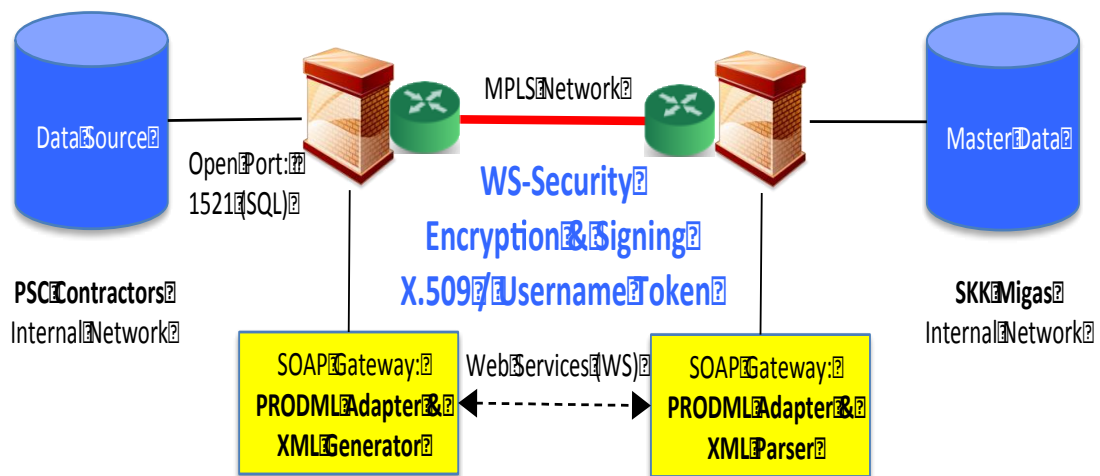 MPLS Network
Data Source
Master Data
Open Port:
1521 (SQL)
WS-Security
Encryption & Signing
X.509 / Username Token
PSC Contractors
Internal Network
SKK Migas
Internal Network
SOAP Gateway:
PRODML Adapter &
XML Generator
Web Services (WS)
SOAP Gateway:
PRODML Adapter &
XML Parser